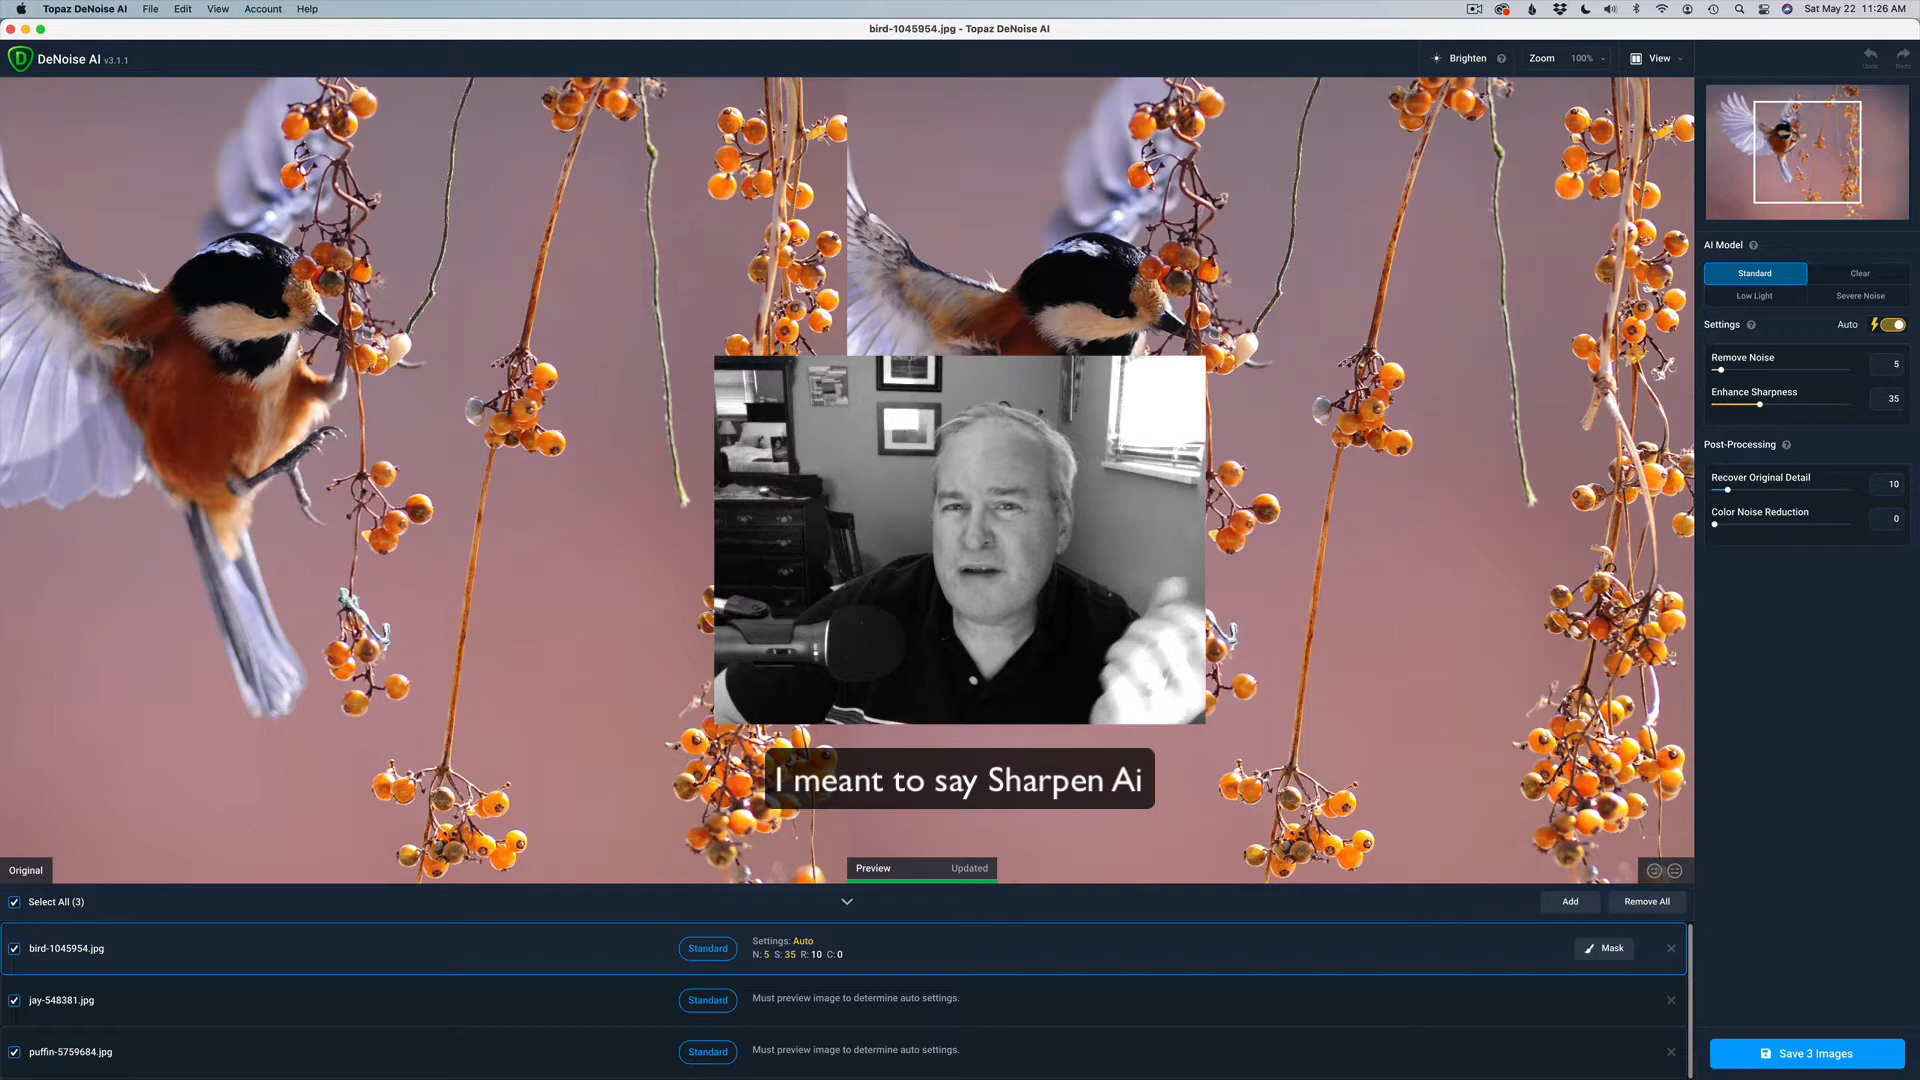 Topaz DeNoise AI File Edit View Account Help
Sat May 22 11:26 AM
bird-1045954.jpg - Topaz DeNoise AI
DeNoise AI v3.1.1
Brighten
Zoom 100%
View
Undo
Redo
AI Model
Standard Clear
Low Light Severe Noise
Settings Auto
Remove Noise 5
Enhance Sharpness 35
Post-Processing
Recover Original Detail 10
Color Noise Reduction 0
I meant to say Sharpen Ai
Original
Preview Updated
Select All (3)
Add
Remove All
bird-1045954.jpg
Standard
Settings: Auto
N: 5 S: 35 R: 10 C: 0
Mask
jay-548381.jpg
Standard
Must preview image to determine auto settings.
puffin-5759684.jpg
Standard
Must preview image to determine auto settings.
Save 3 Images